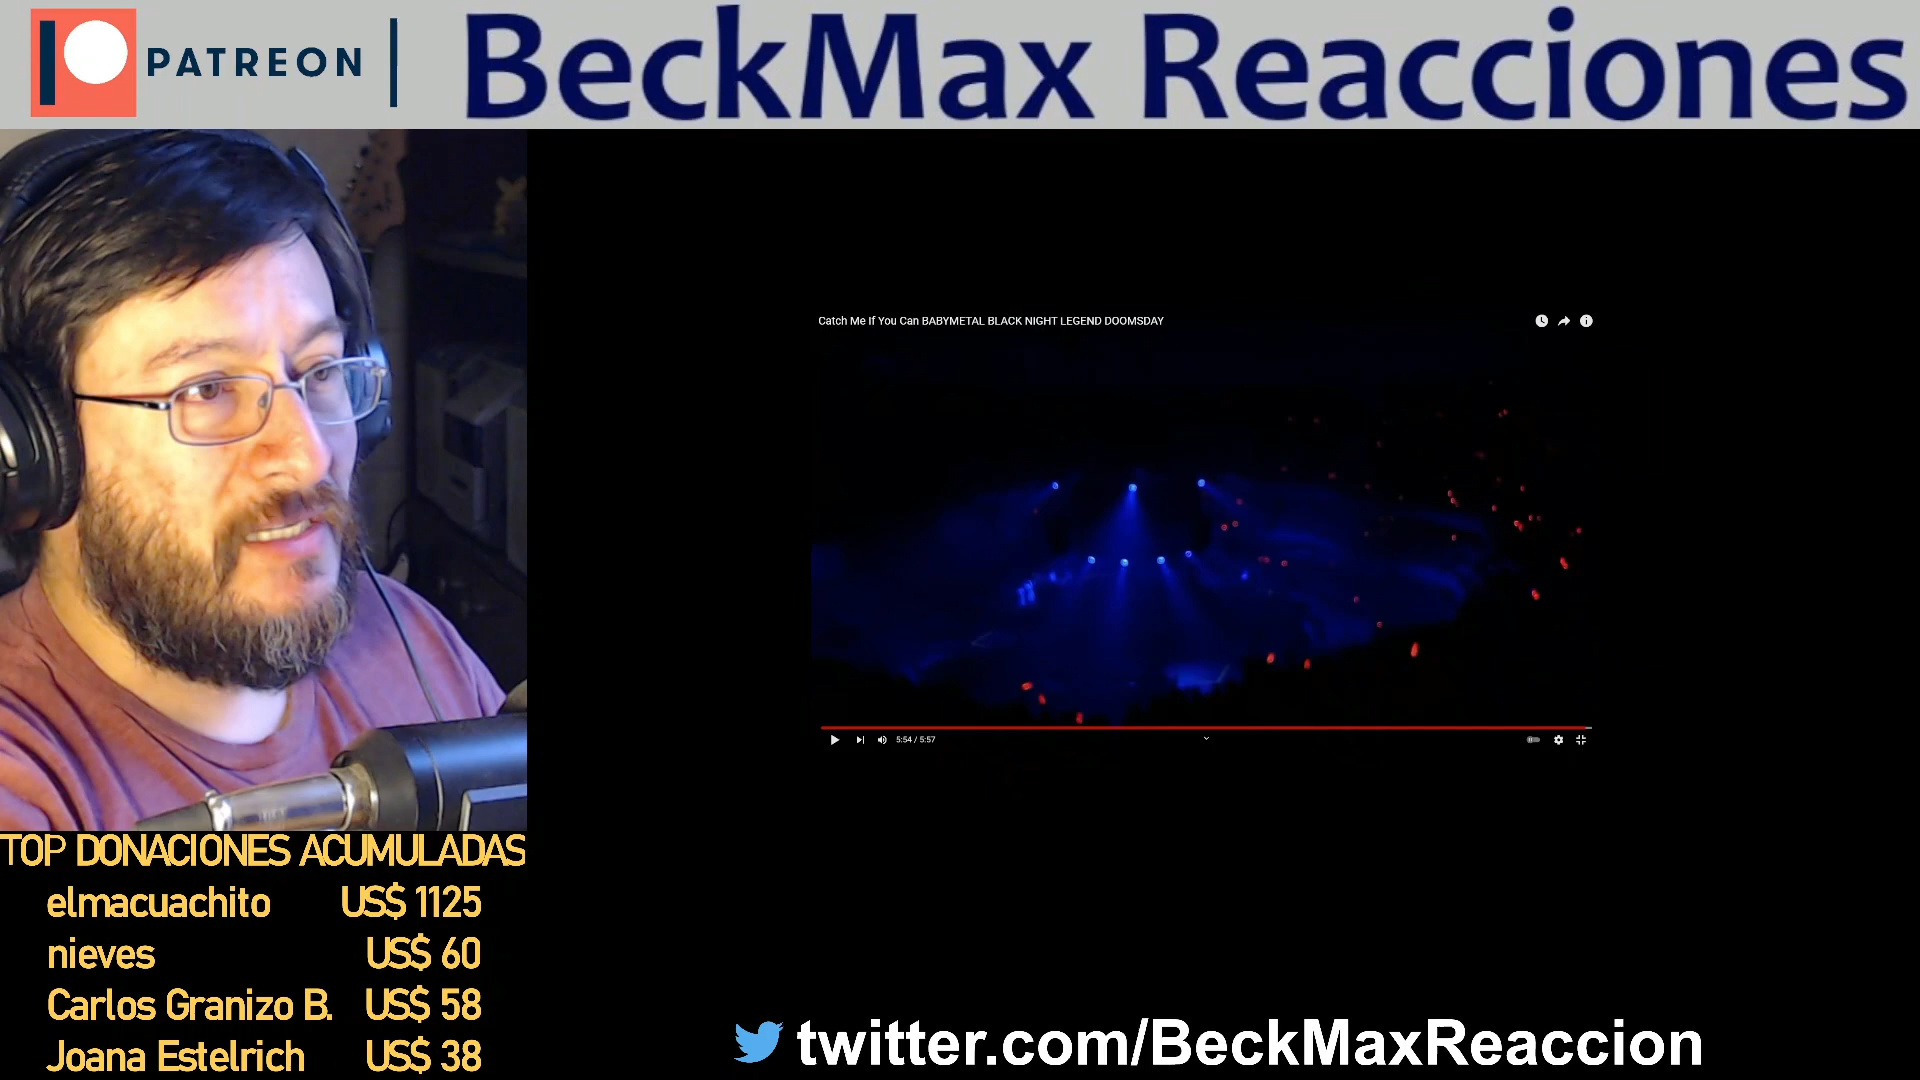 PATREON | BeckMax Reacciones
Catch Me If You Can BABYMETAL BLACK NIGHT LEGEND DOOMSDAY
5:54 / 5:57
TOP DONACIONES ACUMULADAS
elmacuachito US$ 1125
nieves US$ 60
Carlos Granizo B. US$ 58
Joana Estelrich US$ 38
twitter.com/BeckMaxReaccion